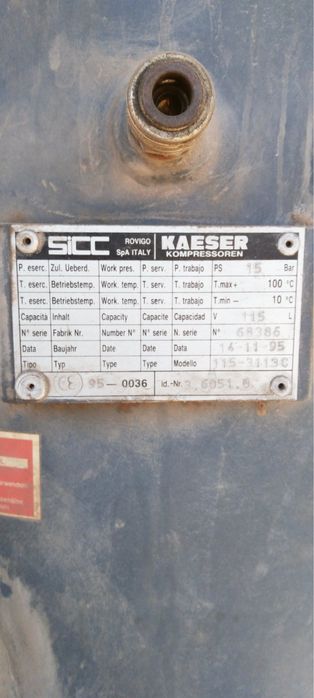 SICC ROVIGO SpA ITALY KAESER KOMPRESSOREN
P. eserc. Zul. Ueberd. Work pres. P. serv. P. trabajo PS 15 Bar
T. eserc. Betriebstemp. Work. temp. T. serv. T. trabajo T.max + 100 °C
T. eserc. Betriebstemp. Work. temp. T. serv. T. trabajo T.min — 10 °C
Capacita Inhalt Capacity Capacite Capacidad V 115 L
N° serie Fabrik Nr. Number N° N° serie N. serie N° 68386
Data Baujahr Date Date Data 14-11-95
Tipo Typ Type Type Modello 115-3113C
CE 95— 0036 id.-Nr. 3.6051.